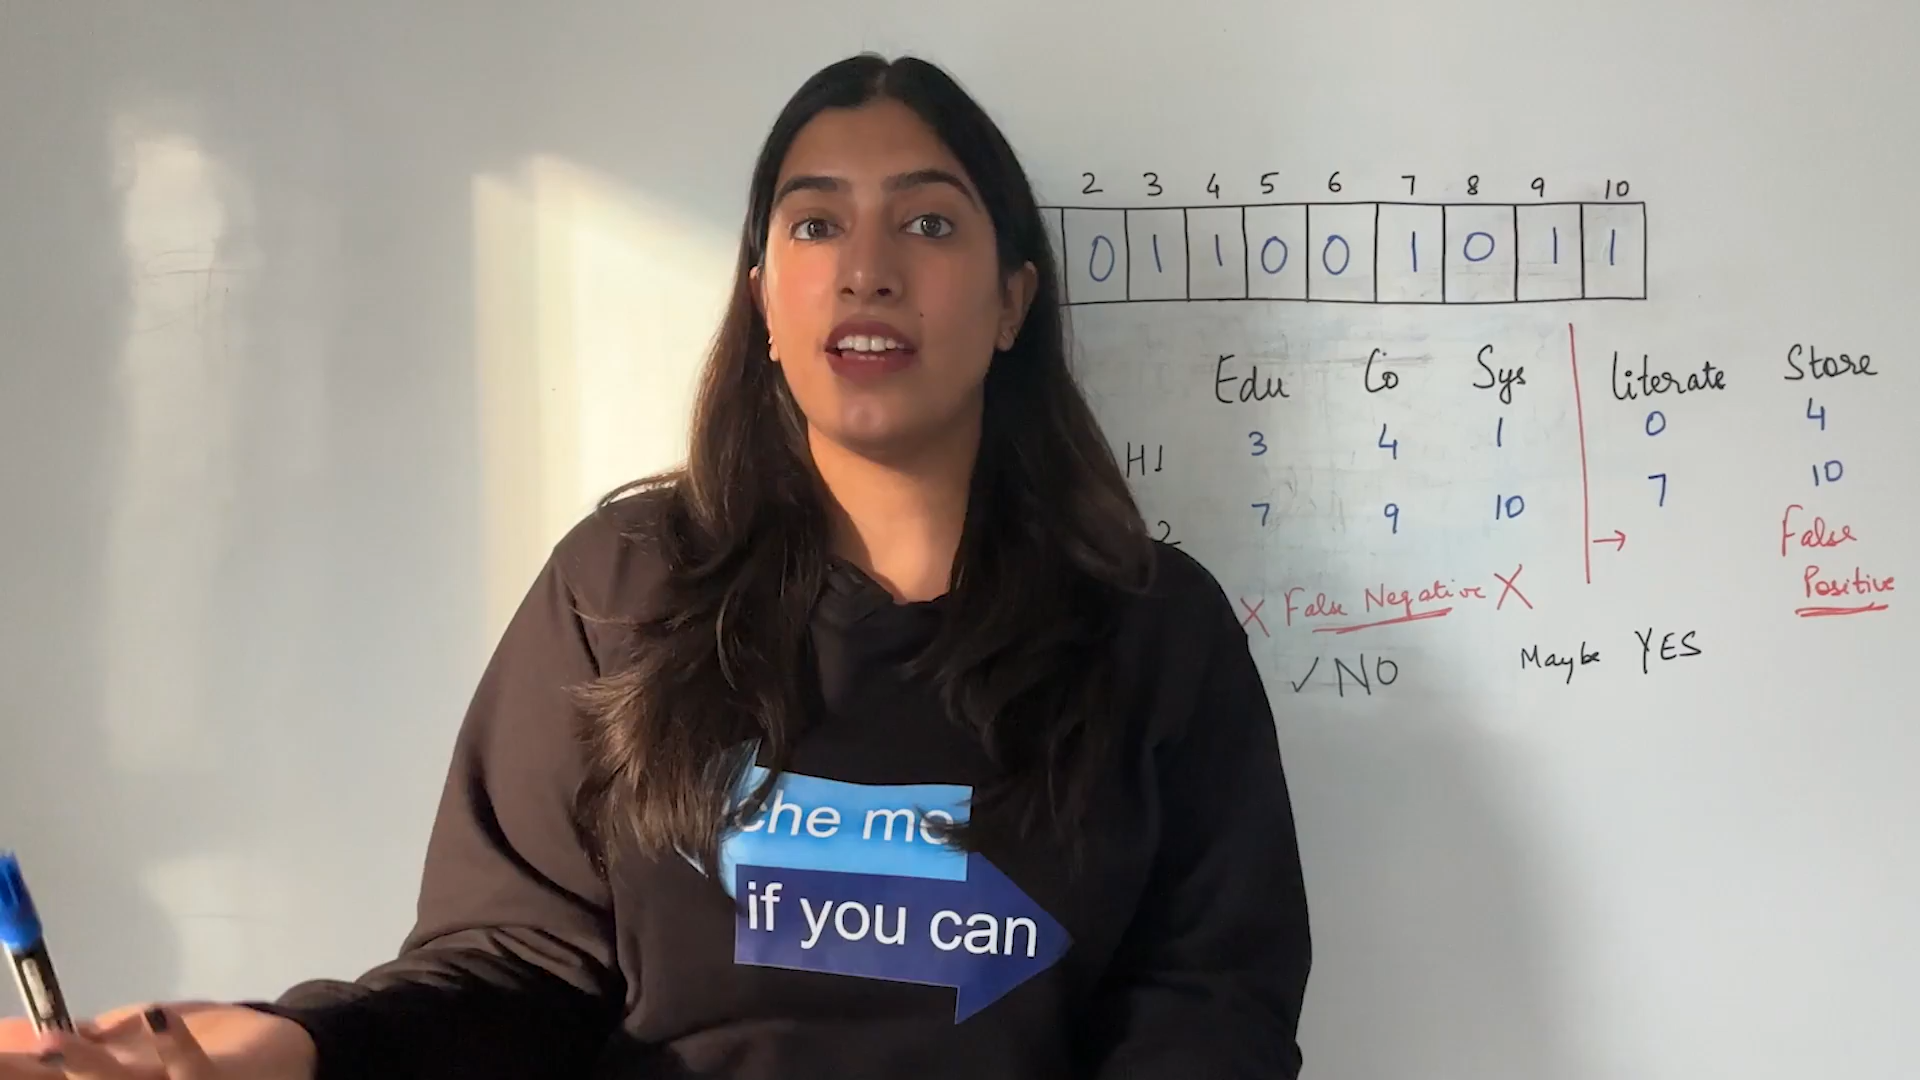 2 3 4 5 6 7 8 9 10
0 1 1 0 0 1 0 1 1
Edu Co Sys literate Store
H1 3 4 1 0 4
2 7 9 10 7 10
→ False
X False Negative X Positive
✓ NO Maybe YES
che me
if you can